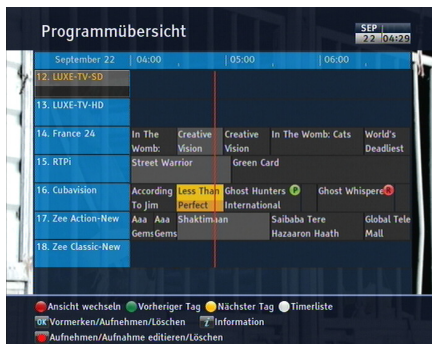 Programmübersicht
SEP
22 04:29
September 22 04:00 05:00 06:00
12. LUXE-TV-SD
13. LUXE-TV-HD
14. France 24 In The Creative Creative In The Womb: Cats World's
Womb: Vision Vision Deadliest
15. RTPi Street Warrior Green Card
16. Cubavision According Less Than Ghost Hunters P Ghost Whispere R
To Jim Perfect International
17. Zee Action-New Aaa Aaa Shaktimaan Saibaba Tere Global Tele
Gems Gems Hazaaron Haath Mall
18. Zee Classic-New
Ansicht wechseln Vorheriger Tag Nächster Tag Timerliste
OK Vormerken/Aufnehmen/Löschen i Information
Aufnehmen/Aufnahme editieren/Löschen